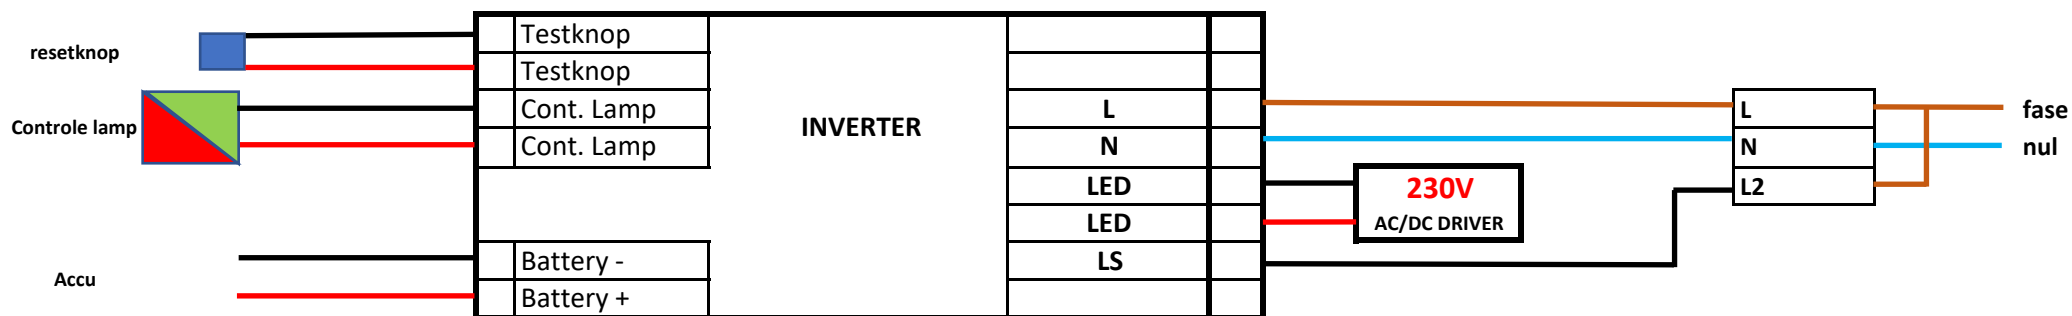 resetknop
Controle lamp
Accu
Testknop
Testknop
Cont. Lamp
Cont. Lamp
Battery -
Battery +
INVERTER
L
N
LED
LED
LS
230V
AC/DC DRIVER
L
N
L2
fase
nul